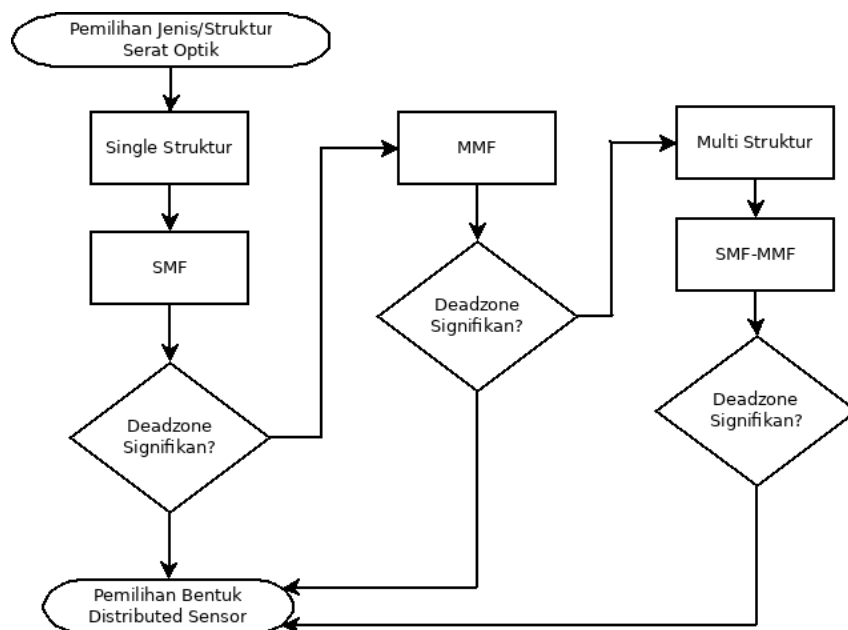 Pemilihan Jenis/Struktur
Serat Optik
Single Struktur
SMF
Deadzone
Signifikan?
MMF
Deadzone
Signifikan?
Multi Struktur
SMF-MMF
Deadzone
Signifikan?
Pemilihan Bentuk
Distributed Sensor